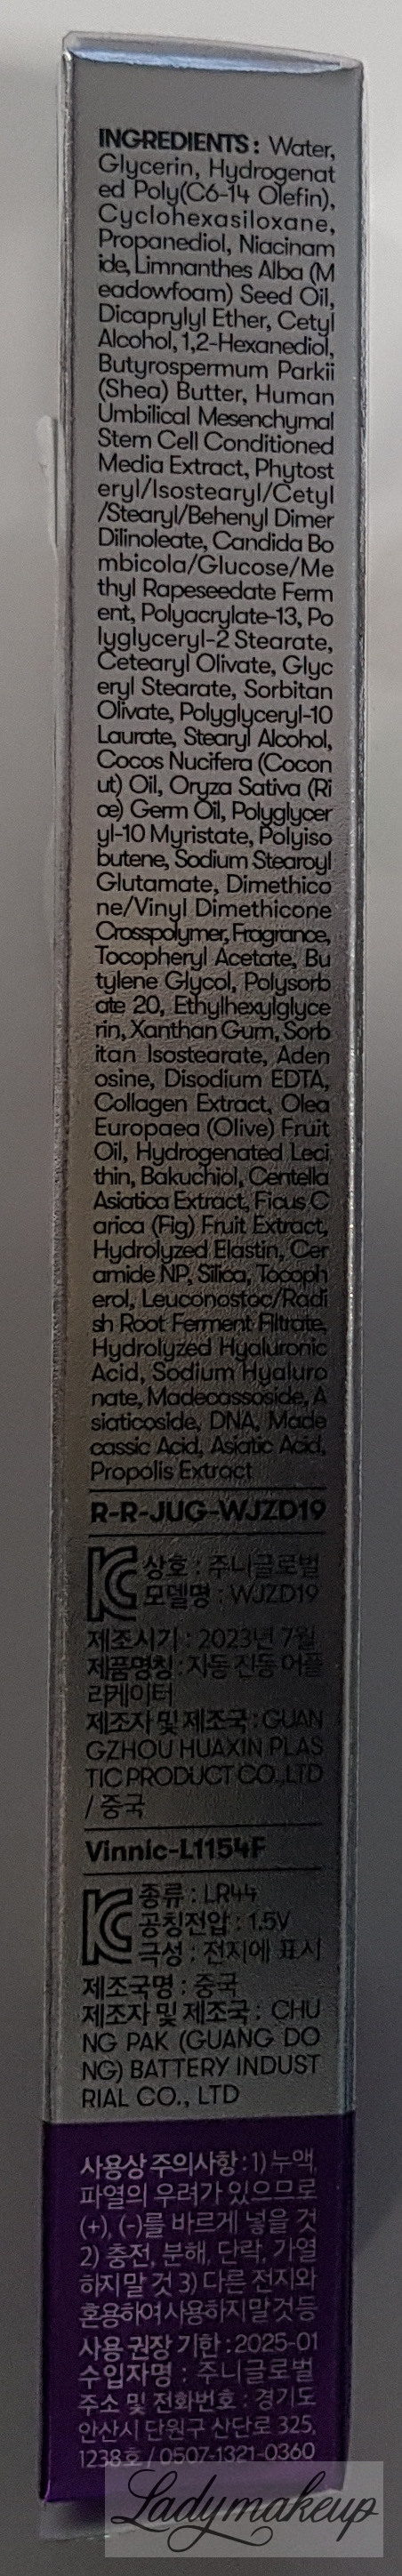 INGREDIENTS : Water,
Glycerin, Hydrogenat
ed Poly(C6-14 Olefin),
Cyclohexasiloxane,
Propanediol, Niacinam
ide, Limnanthes Alba (M
eadowfoam) Seed Oil,
Dicaprylyl Ether, Cetyl
Alcohol, 1,2-Hexanediol,
Butyrospermum Parkii
(Shea) Butter, Human
Umbilical Mesenchymal
Stem Cell Conditioned
Media Extract, Phytost
eryl/Isostearyl/Cetyl
/Stearyl/Behenyl Dimer
Dilinoleate, Candida Bo
mbicola/Glucose/Me
thyl Rapeseedate Ferm
ent, Polyacrylate-13, Po
lyglyceryl-2 Stearate,
Cetearyl Olivate, Glyc
eryl Stearate, Sorbitan
Olivate, Polyglyceryl-10
Laurate, Stearyl Alcohol,
Cocos Nucifera (Cocon
ut) Oil, Oryza Sativa (Ri
ce) Germ Oil, Polyglycer
yl-10 Myristate, Polyiso
butene, Sodium Stearoyl
Glutamate, Dimethico
ne/Vinyl Dimethicone
Crosspolymer, Fragrance,
Tocopheryl Acetate, Bu
tylene Glycol, Polysorb
ate 20, Ethylhexylglyce
rin, Xanthan Gum, Sorb
itan Isostearate, Aden
osine, Disodium EDTA,
Collagen Extract, Olea
Europaea (Olive) Fruit
Oil, Hydrogenated Leci
thin, Bakuchiol, Centella
Asiatica Extract, Ficus C
arica (Fig) Fruit Extract,
Hydrolyzed Elastin, Cer
amide NP, Silica, Tocoph
erol, Leuconostoc/Radi
sh Root Ferment Filtrate,
Hydrolyzed Hyaluronic
Acid, Sodium Hyaluro
nate, Madecassoside, A
siaticoside, DNA, Made
cassic Acid, Asiatic Acid,
Propolis Extract
R-R-JUG-WJZD19
상호 : 주니글로벌
모델명 : WJZD19
제조시기 : 2023년 7월
제품명칭 : 자동 진동 어플
리케이터
제조자 및 제조국 : GUAN
GZHOU HUAXIN PLAS
TIC PRODUCT CO.,LTD
/ 중국
Vinnic-L1154F
종류 : LR44
공칭전압 : 1.5V
극성 : 전지에 표시
제조국명 : 중국
제조자 및 제조국 : CHU
NG PAK (GUANG DO
NG) BATTERY INDUST
RIAL CO., LTD
사용상 주의사항 : 1) 누액,
파열의 우려가 있으므로
(+), (-)를 바르게 넣을 것
2) 충전, 분해, 단락, 가열
하지말 것 3) 다른 전지와
혼용하여 사용하지말것 등
사용 권장 기한 : 2025-01
수입자명 : 주니글로벌
주소 및 전화번호 : 경기도
안산시 단원구 산단로 325,
1238호 / 0507-1321-0360
Ladymakeup